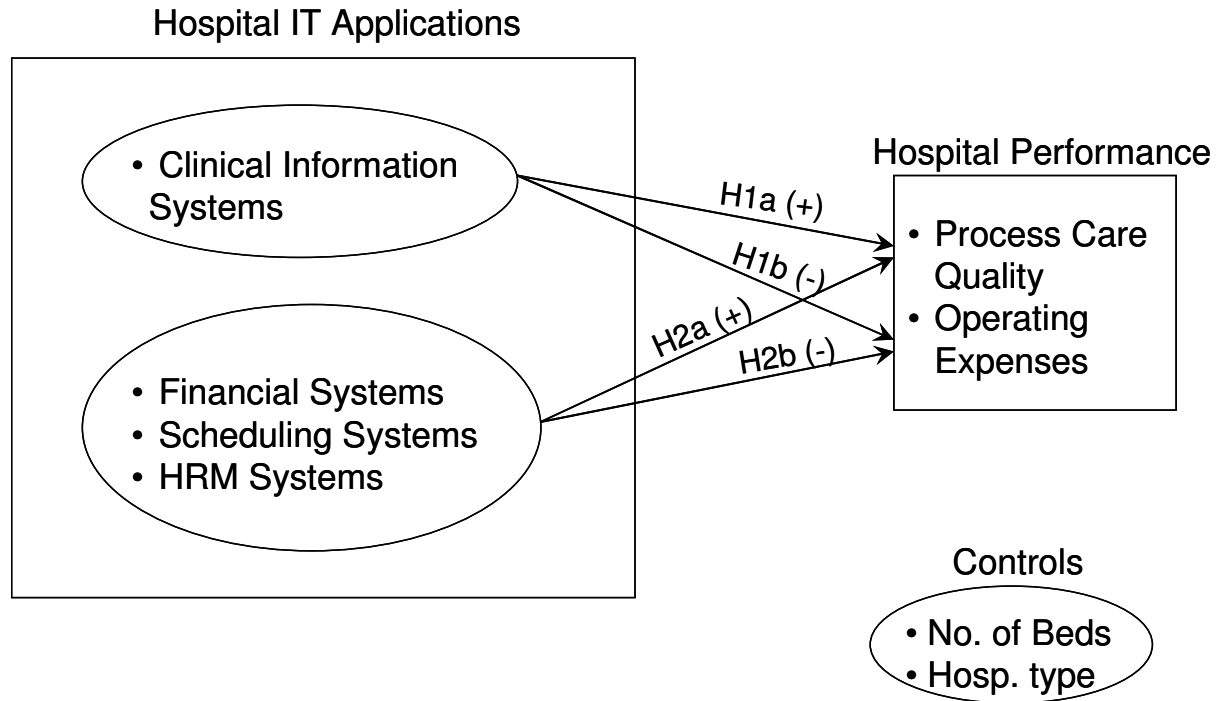 Hospital IT Applications
• Clinical Information
Systems
• Financial Systems
• Scheduling Systems
• HRM Systems
H1a (+)
H1b (-)
H2a (+)
H2b (-)
Hospital Performance
• Process Care
Quality
• Operating
Expenses
Controls
• No. of Beds
• Hosp. type